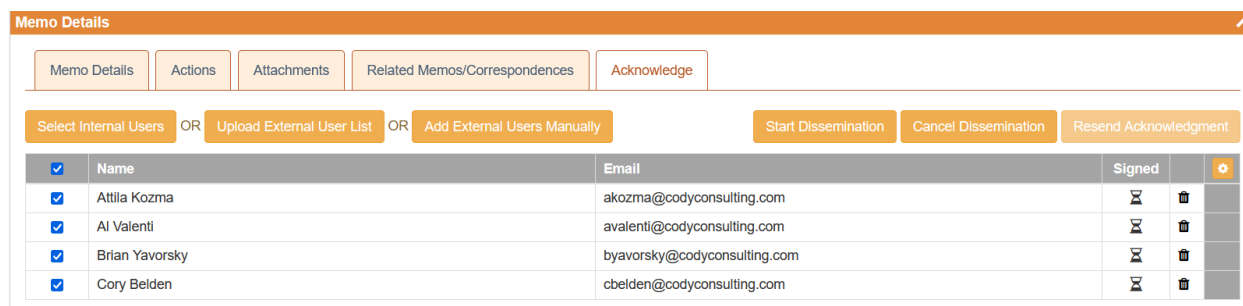 Memo Details
Memo Details Actions Attachments Related Memos/Correspondences Acknowledge
Select Internal Users OR Upload External User List OR Add External Users Manually Start Dissemination Cancel Dissemination Resend Acknowledgment
Name Email Signed
Attila Kozma akozma@codyconsulting.com
Al Valenti avalenti@codyconsulting.com
Brian Yavorsky byavorsky@codyconsulting.com
Cory Belden cbelden@codyconsulting.com